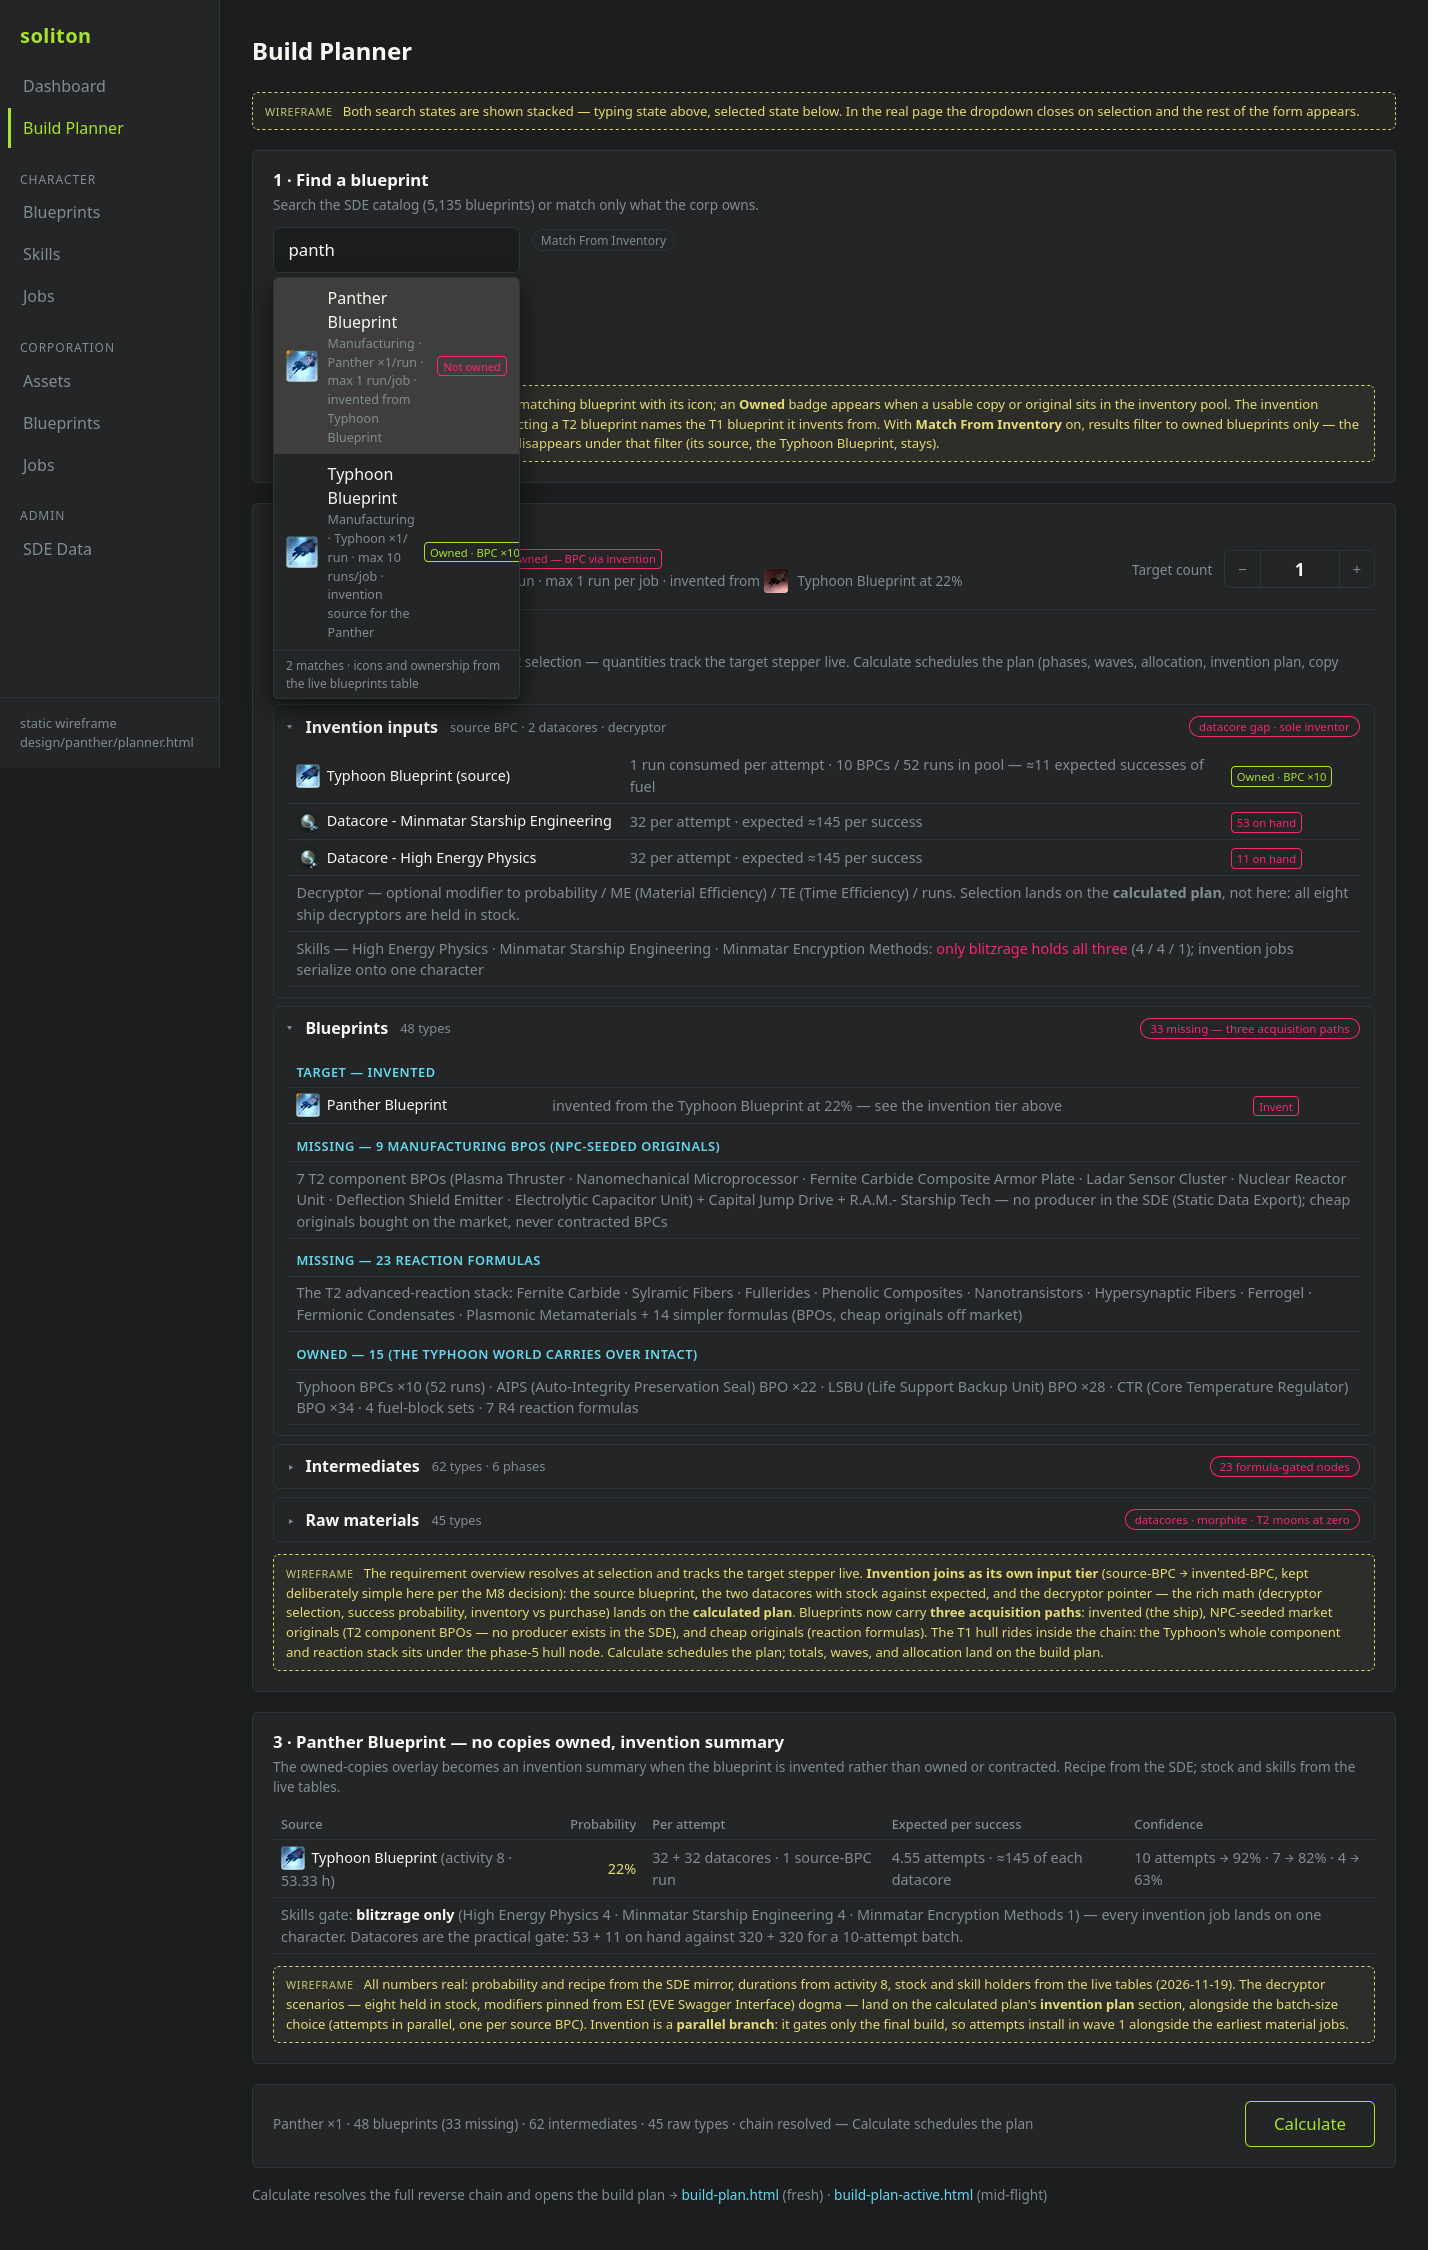 soliton
Dashboard
Build Planner
CHARACTER
Blueprints
Skills
Jobs
CORPORATION
Assets
Blueprints
Jobs
ADMIN
SDE Data
static wireframe
design/panther/planner.html
Build Planner
WIREFRAME Both search states are shown stacked — typing state above, selected state below. In the real page the dropdown closes on selection and the rest of the form appears.
1 · Find a blueprint
Search the SDE catalog (5,135 blueprints) or match only what the corp owns.
panth
Match From Inventory
Panther
Blueprint
Manufacturing ·
Panther ×1/run ·
max 1 run/job ·
invented from
Typhoon
Blueprint
Not owned
Typhoon
Blueprint
Manufacturing
· Typhoon ×1/
run · max 10
runs/job ·
invention
source for the
Panther
Owned · BPC ×10
2 matches · icons and ownership from
the live blueprints table
matching blueprint with its icon; an Owned badge appears when a usable copy or original sits in the inventory pool. The invention
cting a T2 blueprint names the T1 blueprint it invents from. With Match From Inventory on, results filter to owned blueprints only — the
disappears under that filter (its source, the Typhoon Blueprint, stays).
wned — BPC via invention
un · max 1 run per job · invented from Typhoon Blueprint at 22%
Target count − 1 +
t selection — quantities track the target stepper live. Calculate schedules the plan (phases, waves, allocation, invention plan, copy
▾ Invention inputs source BPC · 2 datacores · decryptor datacore gap · sole inventor
Typhoon Blueprint (source) 1 run consumed per attempt · 10 BPCs / 52 runs in pool — ≈11 expected successes of
fuel Owned · BPC ×10
Datacore - Minmatar Starship Engineering 32 per attempt · expected ≈145 per success 53 on hand
Datacore - High Energy Physics 32 per attempt · expected ≈145 per success 11 on hand
Decryptor — optional modifier to probability / ME (Material Efficiency) / TE (Time Efficiency) / runs. Selection lands on the calculated plan, not here: all eight
ship decryptors are held in stock.
Skills — High Energy Physics · Minmatar Starship Engineering · Minmatar Encryption Methods: only blitzrage holds all three (4 / 4 / 1); invention jobs
serialize onto one character
▾ Blueprints 48 types 33 missing — three acquisition paths
TARGET — INVENTED
Panther Blueprint invented from the Typhoon Blueprint at 22% — see the invention tier above Invent
MISSING — 9 MANUFACTURING BPOS (NPC-SEEDED ORIGINALS)
7 T2 component BPOs (Plasma Thruster · Nanomechanical Microprocessor · Fernite Carbide Composite Armor Plate · Ladar Sensor Cluster · Nuclear Reactor
Unit · Deflection Shield Emitter · Electrolytic Capacitor Unit) + Capital Jump Drive + R.A.M.- Starship Tech — no producer in the SDE (Static Data Export); cheap
originals bought on the market, never contracted BPCs
MISSING — 23 REACTION FORMULAS
The T2 advanced-reaction stack: Fernite Carbide · Sylramic Fibers · Fullerides · Phenolic Composites · Nanotransistors · Hypersynaptic Fibers · Ferrogel ·
Fermionic Condensates · Plasmonic Metamaterials + 14 simpler formulas (BPOs, cheap originals off market)
OWNED — 15 (THE TYPHOON WORLD CARRIES OVER INTACT)
Typhoon BPCs ×10 (52 runs) · AIPS (Auto-Integrity Preservation Seal) BPO ×22 · LSBU (Life Support Backup Unit) BPO ×28 · CTR (Core Temperature Regulator)
BPO ×34 · 4 fuel-block sets · 7 R4 reaction formulas
▸ Intermediates 62 types · 6 phases 23 formula-gated nodes
▸ Raw materials 45 types datacores · morphite · T2 moons at zero
WIREFRAME The requirement overview resolves at selection and tracks the target stepper live. Invention joins as its own input tier (source-BPC → invented-BPC, kept
deliberately simple here per the M8 decision): the source blueprint, the two datacores with stock against expected, and the decryptor pointer — the rich math (decryptor
selection, success probability, inventory vs purchase) lands on the calculated plan. Blueprints now carry three acquisition paths: invented (the ship), NPC-seeded market
originals (T2 component BPOs — no producer exists in the SDE), and cheap originals (reaction formulas). The T1 hull rides inside the chain: the Typhoon's whole component
and reaction stack sits under the phase-5 hull node. Calculate schedules the plan; totals, waves, and allocation land on the build plan.
3 · Panther Blueprint — no copies owned, invention summary
The owned-copies overlay becomes an invention summary when the blueprint is invented rather than owned or contracted. Recipe from the SDE; stock and skills from the
live tables.
Source Probability Per attempt Expected per success Confidence
Typhoon Blueprint (activity 8 ·
53.33 h)
22%
32 + 32 datacores · 1 source-BPC
run
4.55 attempts · ≈145 of each
datacore
10 attempts → 92% · 7 → 82% · 4 →
63%
Skills gate: blitzrage only (High Energy Physics 4 · Minmatar Starship Engineering 4 · Minmatar Encryption Methods 1) — every invention job lands on one
character. Datacores are the practical gate: 53 + 11 on hand against 320 + 320 for a 10-attempt batch.
WIREFRAME All numbers real: probability and recipe from the SDE mirror, durations from activity 8, stock and skill holders from the live tables (2026-11-19). The decryptor
scenarios — eight held in stock, modifiers pinned from ESI (EVE Swagger Interface) dogma — land on the calculated plan's invention plan section, alongside the batch-size
choice (attempts in parallel, one per source BPC). Invention is a parallel branch: it gates only the final build, so attempts install in wave 1 alongside the earliest material jobs.
Panther ×1 · 48 blueprints (33 missing) · 62 intermediates · 45 raw types · chain resolved — Calculate schedules the plan
Calculate
Calculate resolves the full reverse chain and opens the build plan → build-plan.html (fresh) · build-plan-active.html (mid-flight)